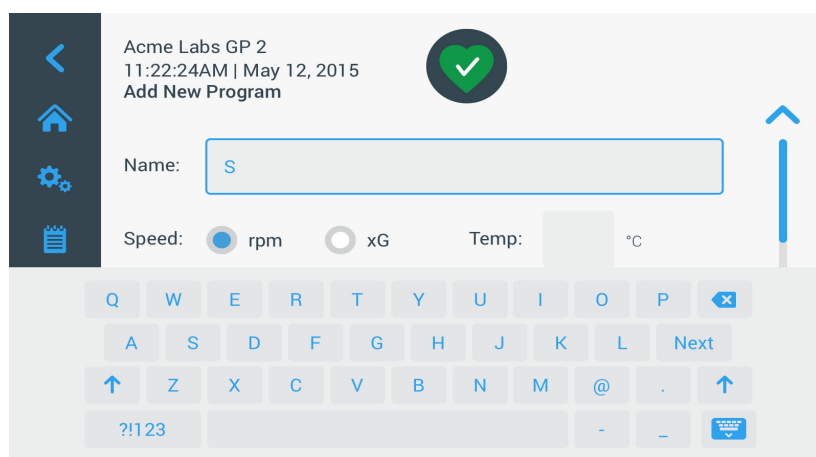 Acme Labs GP 2
11:22:24AM | May 12, 2015
Add New Program
Name: S
Speed: rpm xG Temp: °C
Q W E R T Y U I O P
A S D F G H J K L Next
Z X C V B N M @ .
?!123 - _